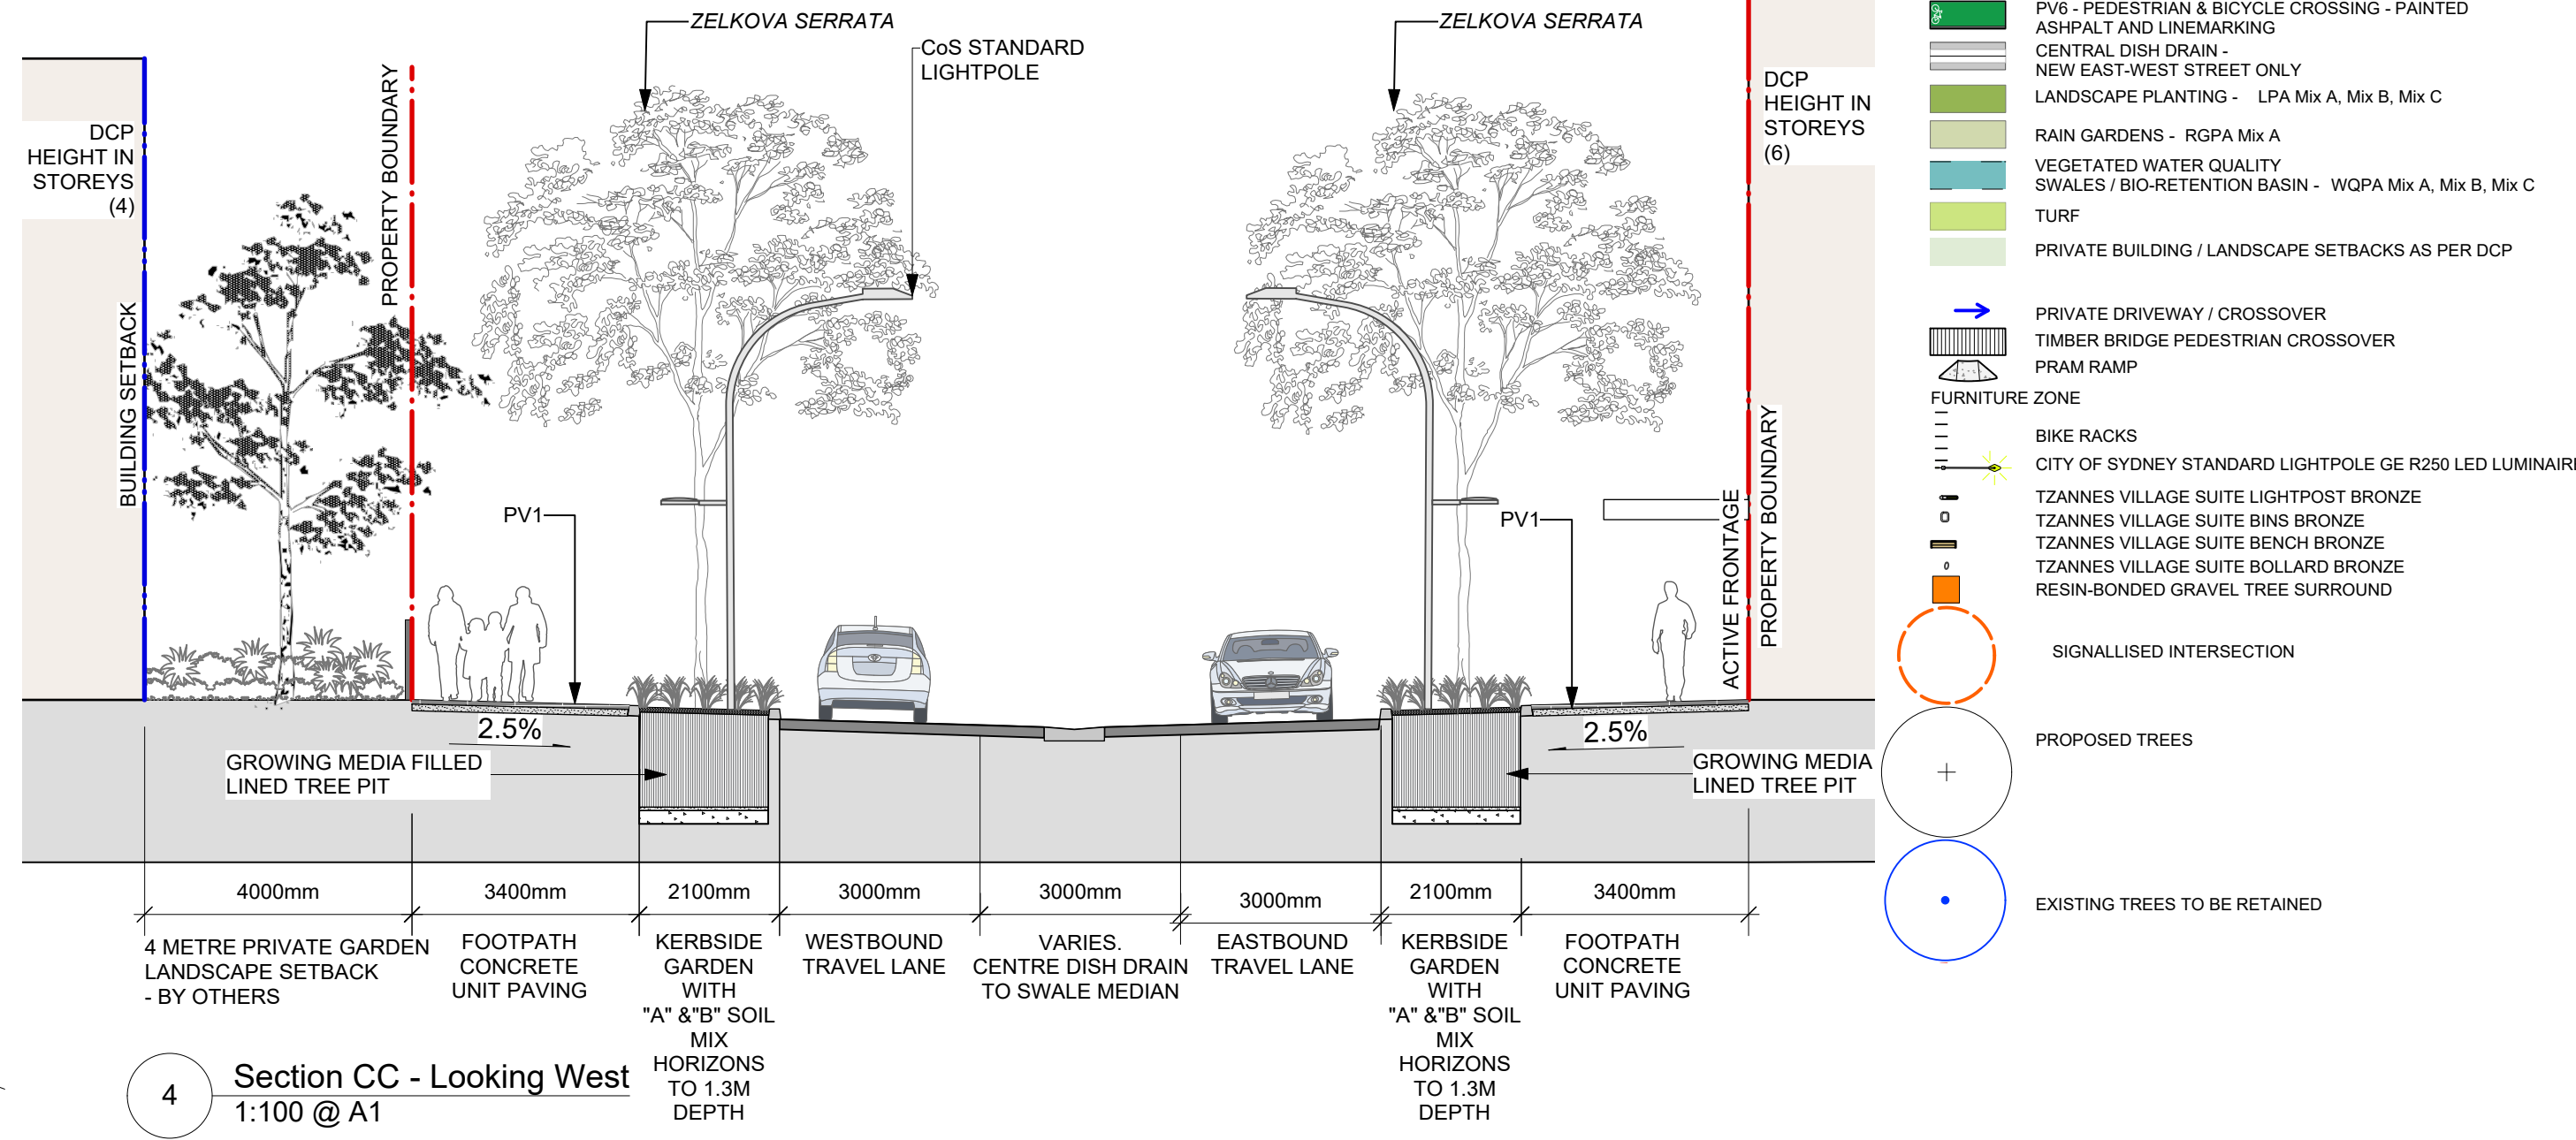 ZELKOVA SERRATA
CoS STANDARD
LIGHTPOLE
ZELKOVA SERRATA
DCP
HEIGHT IN
STOREYS
(4)
BUILDING SETBACK
PROPERTY BOUNDARY
DCP
HEIGHT IN
STOREYS
(6)
PV1
PV1
ACTIVE FRONTAGE
PROPERTY BOUNDARY
2.5%
2.5%
GROWING MEDIA FILLED
LINED TREE PIT
GROWING MEDIA
LINED TREE PIT
4000mm
3400mm
2100mm
3000mm
3000mm
3000mm
2100mm
3400mm
4 METRE PRIVATE GARDEN
LANDSCAPE SETBACK
- BY OTHERS
FOOTPATH
CONCRETE
UNIT PAVING
KERBSIDE
GARDEN
WITH
"A" &"B" SOIL
MIX
HORIZONS
TO 1.3M
DEPTH
WESTBOUND
TRAVEL LANE
VARIES.
CENTRE DISH DRAIN
TO SWALE MEDIAN
EASTBOUND
TRAVEL LANE
KERBSIDE
GARDEN
WITH
"A" &"B" SOIL
MIX
HORIZONS
TO 1.3M
DEPTH
FOOTPATH
CONCRETE
UNIT PAVING
4
Section CC - Looking West
1:100 @ A1
PV6 - PEDESTRIAN & BICYCLE CROSSING - PAINTED
ASHPALT AND LINEMARKING
CENTRAL DISH DRAIN -
NEW EAST-WEST STREET ONLY
LANDSCAPE PLANTING - LPA Mix A, Mix B, Mix C
RAIN GARDENS - RGPA Mix A
VEGETATED WATER QUALITY
SWALES / BIO-RETENTION BASIN - WQPA Mix A, Mix B, Mix C
TURF
PRIVATE BUILDING / LANDSCAPE SETBACKS AS PER DCP
PRIVATE DRIVEWAY / CROSSOVER
TIMBER BRIDGE PEDESTRIAN CROSSOVER
PRAM RAMP
FURNITURE ZONE
BIKE RACKS
CITY OF SYDNEY STANDARD LIGHTPOLE GE R250 LED LUMINAIRE
TZANNES VILLAGE SUITE LIGHTPOST BRONZE
TZANNES VILLAGE SUITE BINS BRONZE
TZANNES VILLAGE SUITE BENCH BRONZE
TZANNES VILLAGE SUITE BOLLARD BRONZE
RESIN-BONDED GRAVEL TREE SURROUND
SIGNALLISED INTERSECTION
PROPOSED TREES
EXISTING TREES TO BE RETAINED